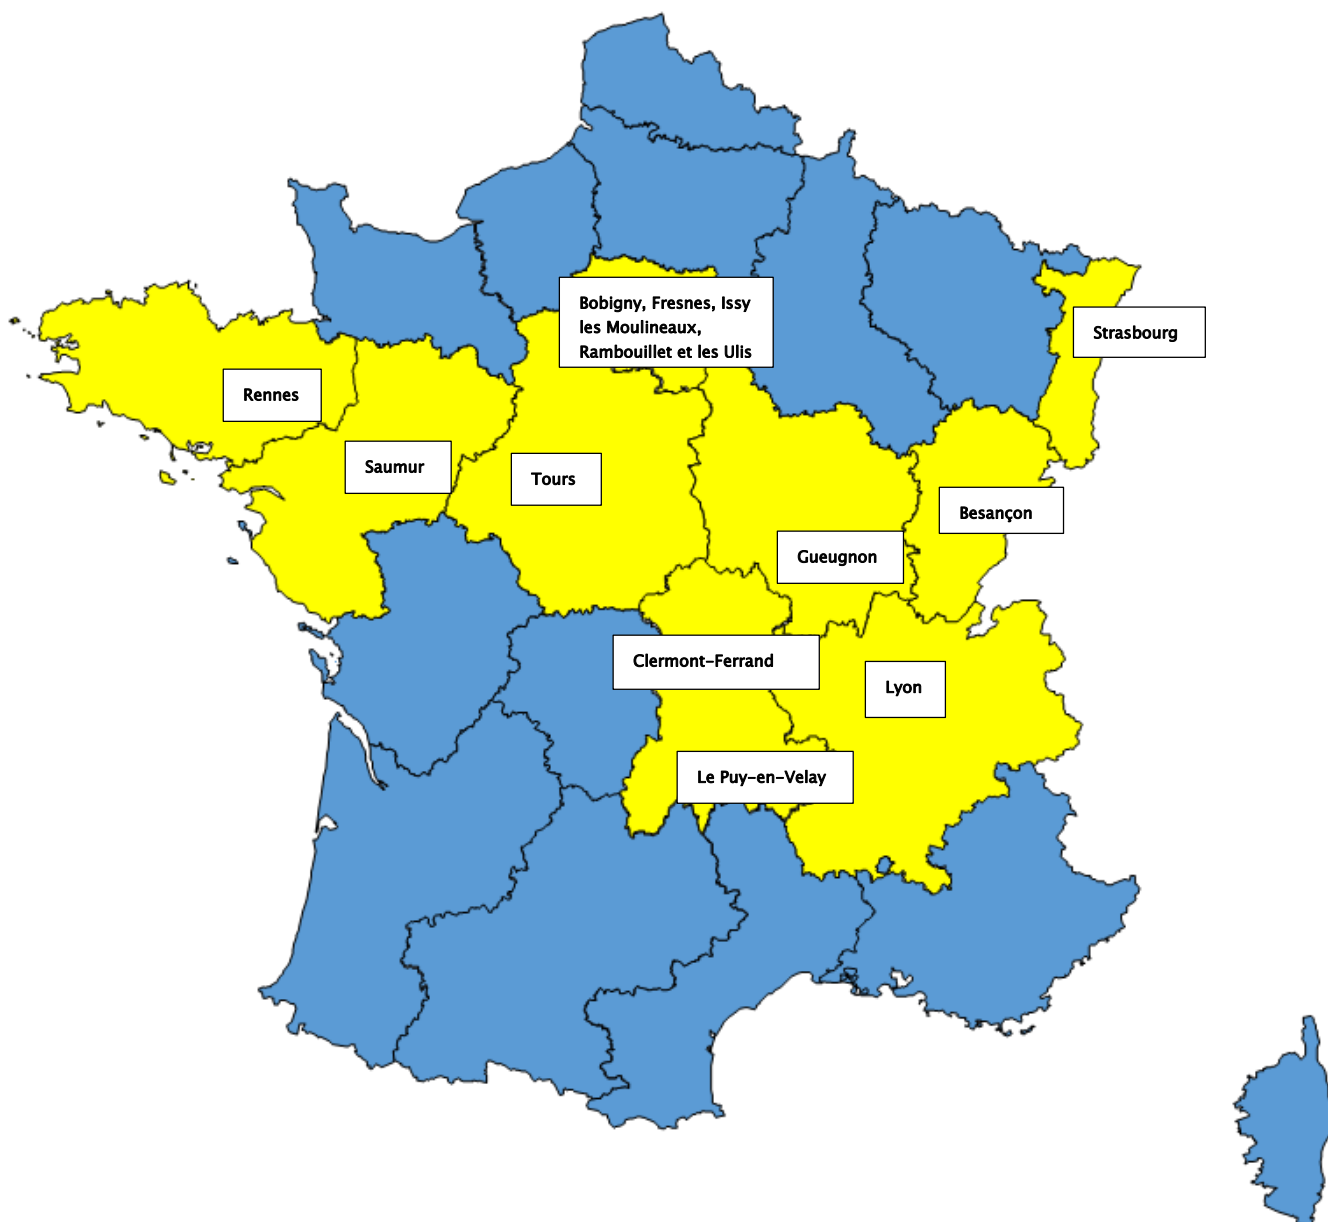 Bobigny, Fresnes, Issy
les Moulineaux,
Rambouillet et les Ulis
Strasbourg
Rennes
Saumur
Tours
Besançon
Gueugnon
Clermont-Ferrand
Lyon
Le Puy-en-Velay